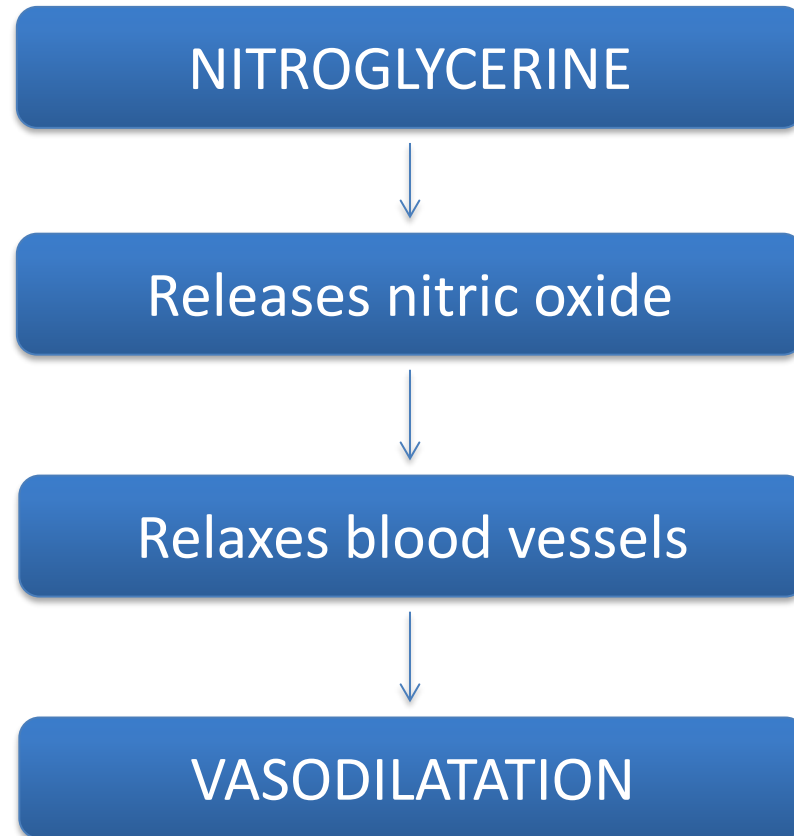 NITROGLYCERINE
Releases nitric oxide
Relaxes blood vessels
VASODILATATION